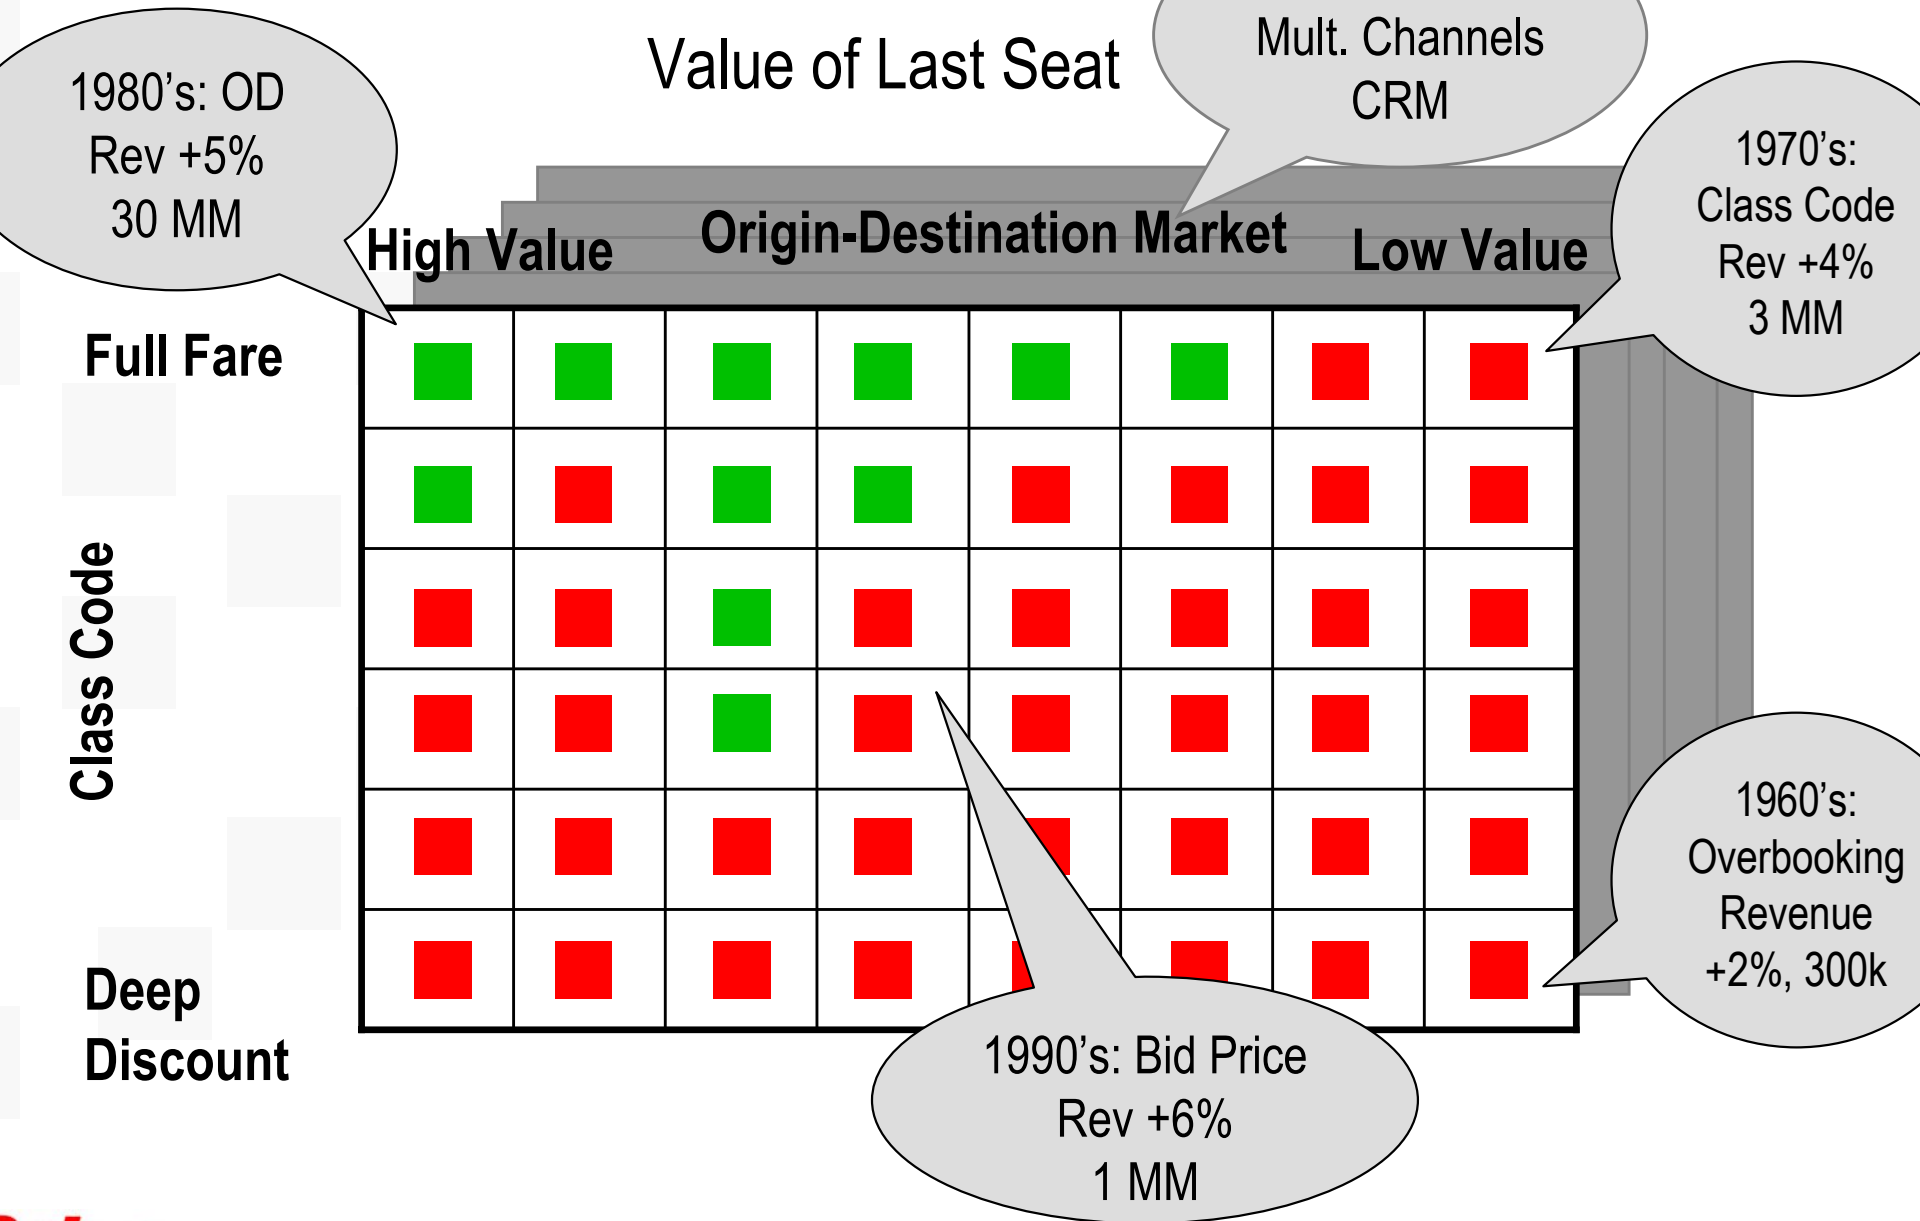 Value of Last Seat
Mult. Channels
CRM
1980's: OD
Rev +5%
30 MM
1970's:
Class Code
Rev +4%
3 MM
High Value
Origin-Destination Market
Low Value
Full Fare
Class Code
Deep
Discount
1960's:
Overbooking
Revenue
+2%, 300k
1990's: Bid Price
Rev +6%
1 MM